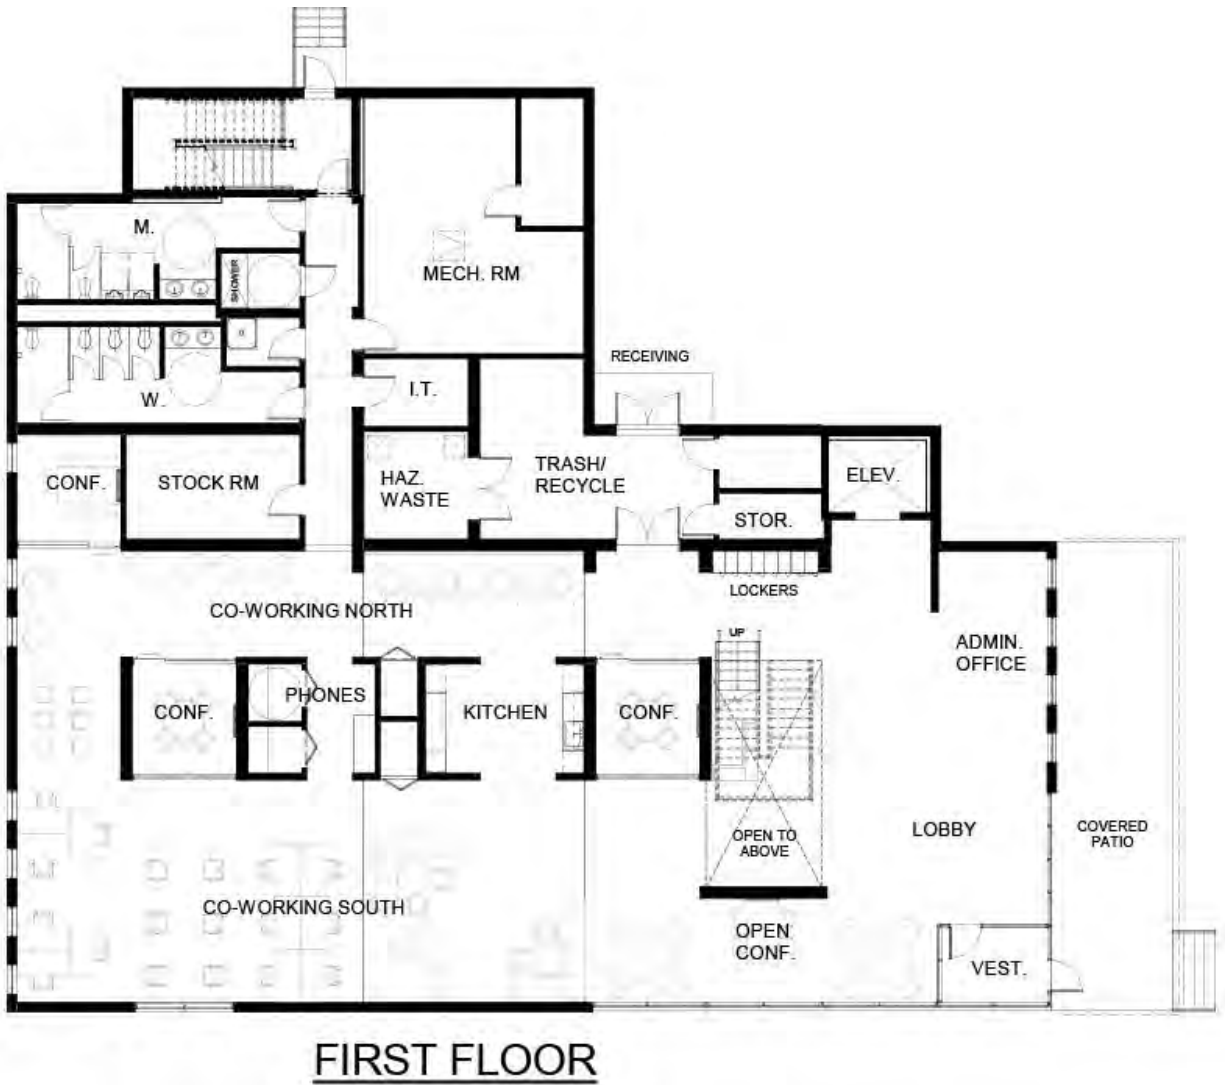 M.
SHOWER
MECH. RM
W.
RECEIVING
I.T.
CONF.
STOCK RM
HAZ.
WASTE
TRASH/
RECYCLE
ELEV.
STOR.
LOCKERS
CO-WORKING NORTH
UP
ADMIN.
OFFICE
CONF.
PHONES
KITCHEN
CONF.
OPEN TO
ABOVE
LOBBY
COVERED
PATIO
CO-WORKING SOUTH
OPEN
CONF.
VEST.
FIRST FLOOR